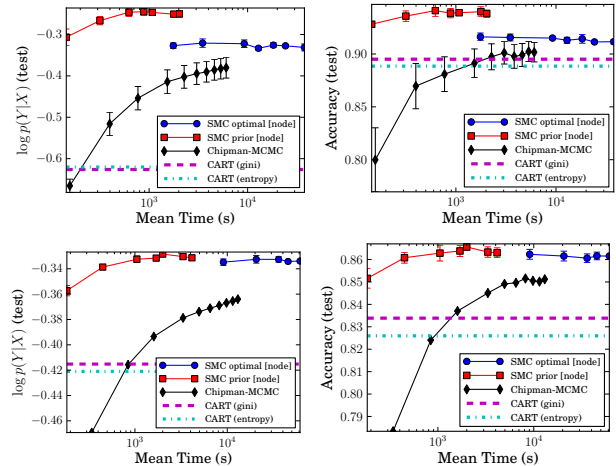 log p(Y|X) (test)
−0.3
−0.4
−0.5
−0.6
SMC optimal [node]
SMC prior [node]
Chipman-MCMC
CART (gini)
CART (entropy)
10³ 10⁴
Mean Time (s)
Accuracy (test)
0.90
0.85
0.80
SMC optimal [node]
SMC prior [node]
Chipman-MCMC
CART (gini)
CART (entropy)
10³ 10⁴
Mean Time (s)
log p(Y|X) (test)
−0.34
−0.36
−0.38
−0.40
−0.42
−0.44
−0.46
SMC optimal [node]
SMC prior [node]
Chipman-MCMC
CART (gini)
CART (entropy)
10³ 10⁴
Mean Time (s)
Accuracy (test)
0.86
0.85
0.84
0.83
0.82
0.81
0.80
0.79
SMC optimal [node]
SMC prior [node]
Chipman-MCMC
CART (gini)
CART (entropy)
10³ 10⁴
Mean Time (s)